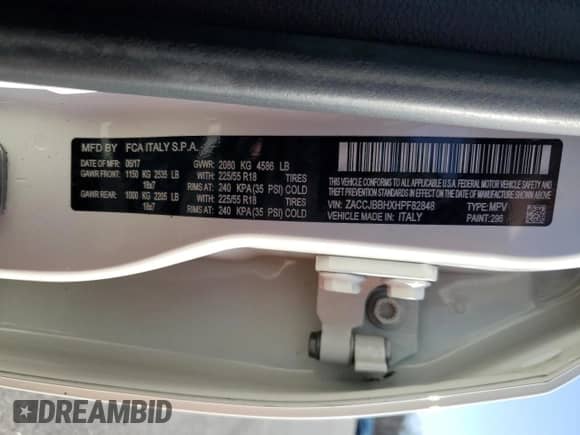 MFD BY FCA ITALY S.P.A.
DATE OF MFR 06/17 GVWR: 2080 KG 4586 LB
GAWR FRONT: 1150 KG 2535 LB WITH: 225/55 R18 TIRES
18x7 RIMS AT: 240 KPA(35 PSI) COLD
GAWR REAR: 1000 KG 2205 LB WITH: 225/55 R18 TIRES
18x7 RIMS AT: 240 KPA(35 PSI) COLD
THIS VEHICLE CONFORMS TO ALL APPLICABLE U.S.A. FEDERAL MOTOR VEHICLE SAFETY AND
THEFT PREVENTION STANDARDS IN EFFECT ON THE DATE OF MANUFACTURE SHOWN ABOVE.
VIN: ZACCJBBHXHPF82848 TYPE: MPV
VEHICLE MADE IN: ITALY PAINT: 296
DREAMBID